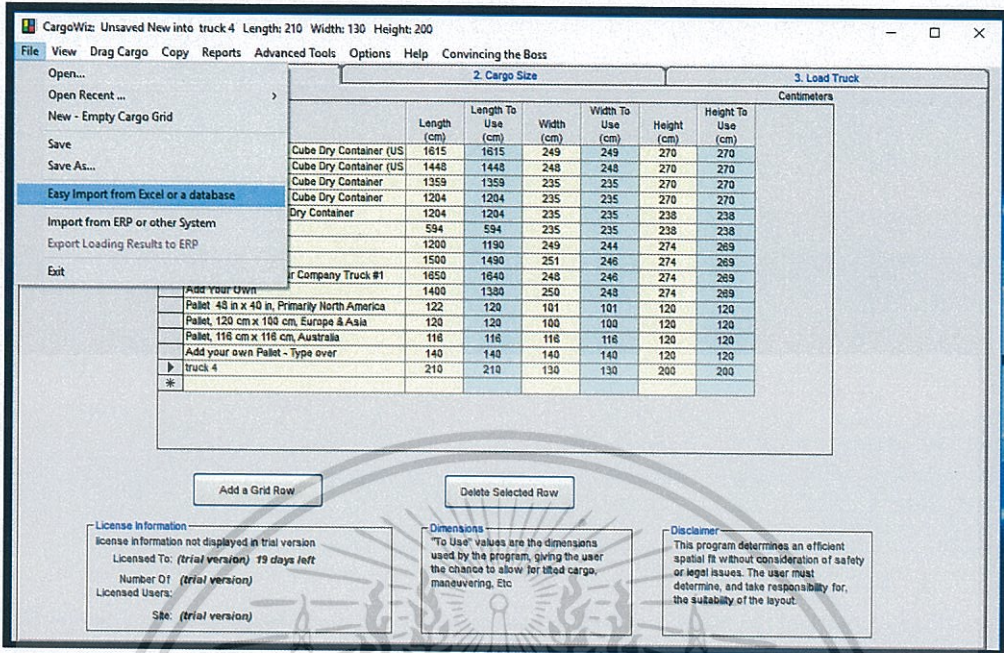 CargoWiz: Unsaved New into truck 4 Length: 210 Width: 130 Height: 200
File View Drag Cargo Copy Reports Advanced Tools Options Help Convincing the Boss
Open...
Open Recent ...
New - Empty Cargo Grid
Save
Save As...
Easy Import from Excel or a database
Import from ERP or other System
Export Loading Results to ERP
Exit
2. Cargo Size 3. Load Truck
Centimeters
Length (cm) Length To Use (cm) Width (cm) Width To Use (cm) Height (cm) Height To Use (cm)
Cube Dry Container (US 1615 1615 249 249 270 270
Cube Dry Container (US 1448 1448 248 248 270 270
Cube Dry Container 1359 1359 235 235 270 270
Cube Dry Container 1204 1204 235 235 270 270
Dry Container 1204 1204 235 235 238 238
594 594 235 235 238 238
1200 1190 249 244 274 269
1500 1490 251 246 274 269
r Company Truck #1 1650 1640 248 246 274 269
Add Your Own 1400 1380 250 248 274 269
Pallet 48 in x 40 in, Primarily North America 122 120 101 101 120 120
Pallet, 120 cm x 100 cm, Europe & Asia 120 120 100 100 120 120
Pallet, 116 cm x 116 cm, Australia 116 116 116 116 120 120
Add your own Pallet - Type over 140 140 140 140 120 120
truck 4 210 210 130 130 200 200
Add a Grid Row Delete Selected Row
License Information
license information not displayed in trial version
Licensed To: (trial version) 19 days left
Number Of (trial version)
Licensed Users:
Site: (trial version)
Dimensions
"To Use" values are the dimensions
used by the program, giving the user
the chance to allow for tilted cargo,
maneuvering, Etc
Disclaimer
This program determines an efficient
spatial fit without consideration of safety
or legal issues. The user must
determine, and take responsibility for,
the suitability of the layout.